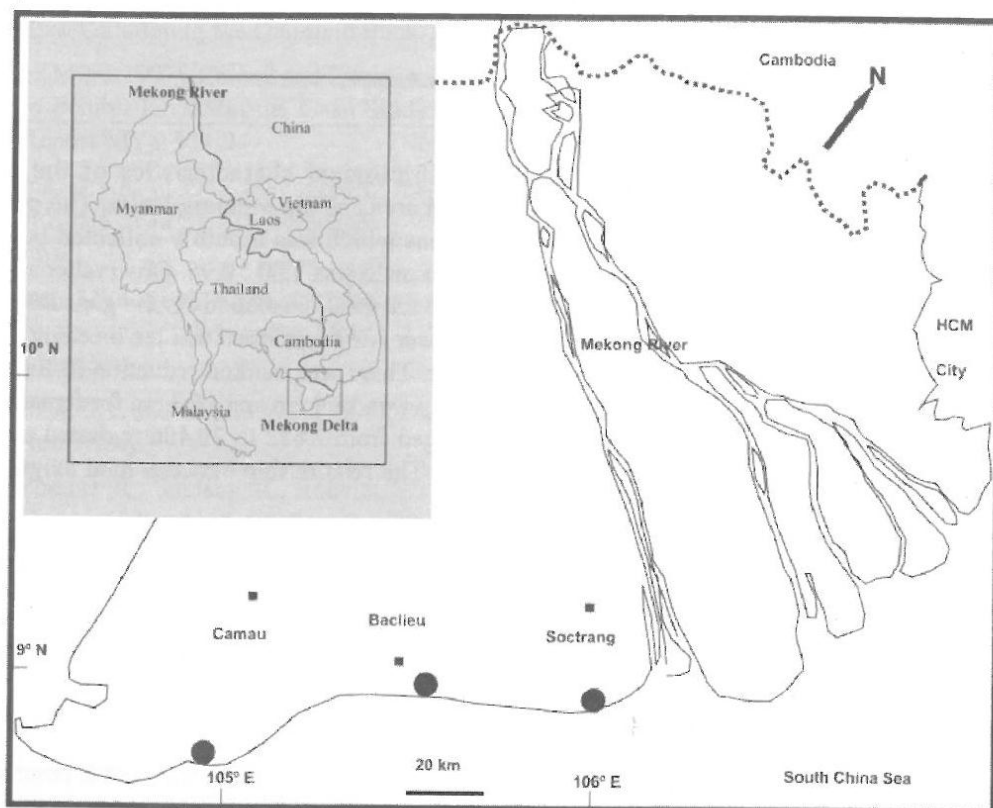 Cambodia
N
Mekong River
China
Myanmar
Vietnam
Laos
Thailand
Cambodia
10° N
Malaysia
Mekong Delta
Mekong River
HCM
City
Camau
Baclieu
Soctrang
9° N
20 km
105° E
106° E
South China Sea